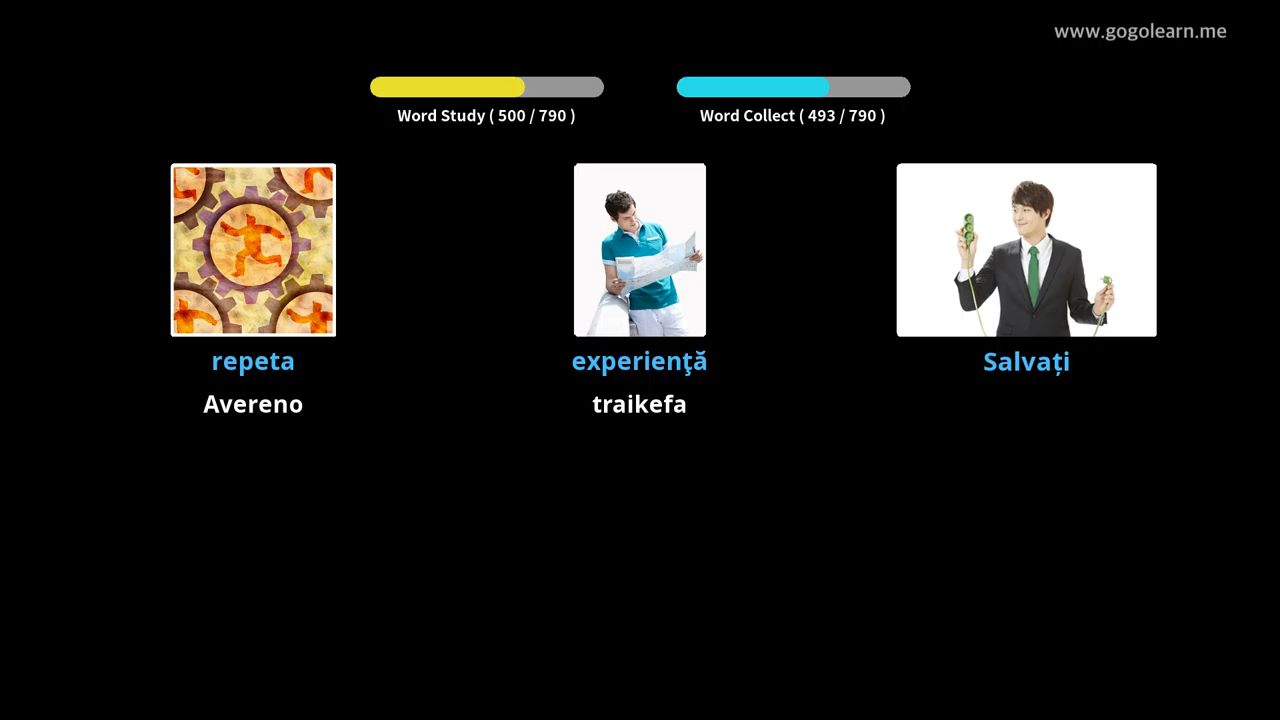 www.gogolearn.me
Word Study ( 500 / 790 )
Word Collect ( 493 / 790 )
repeta
experienţă
Salvați
Avereno
traikefa